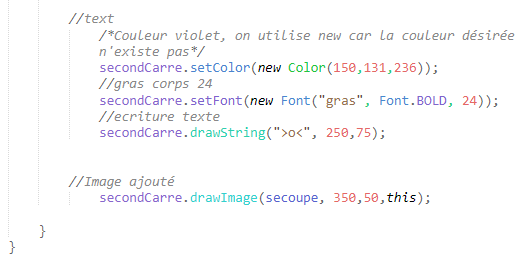 //text
/*Couleur violet, on utilise new car la couleur désirée
n'existe pas*/
secondCarre.setColor(new Color(150,131,236));
//gras corps 24
secondCarre.setFont(new Font("gras", Font.BOLD, 24));
//ecriture texte
secondCarre.drawString(">o<", 250,75);
//Image ajouté
secondCarre.drawImage(secoupe, 350,50,this);
}
}